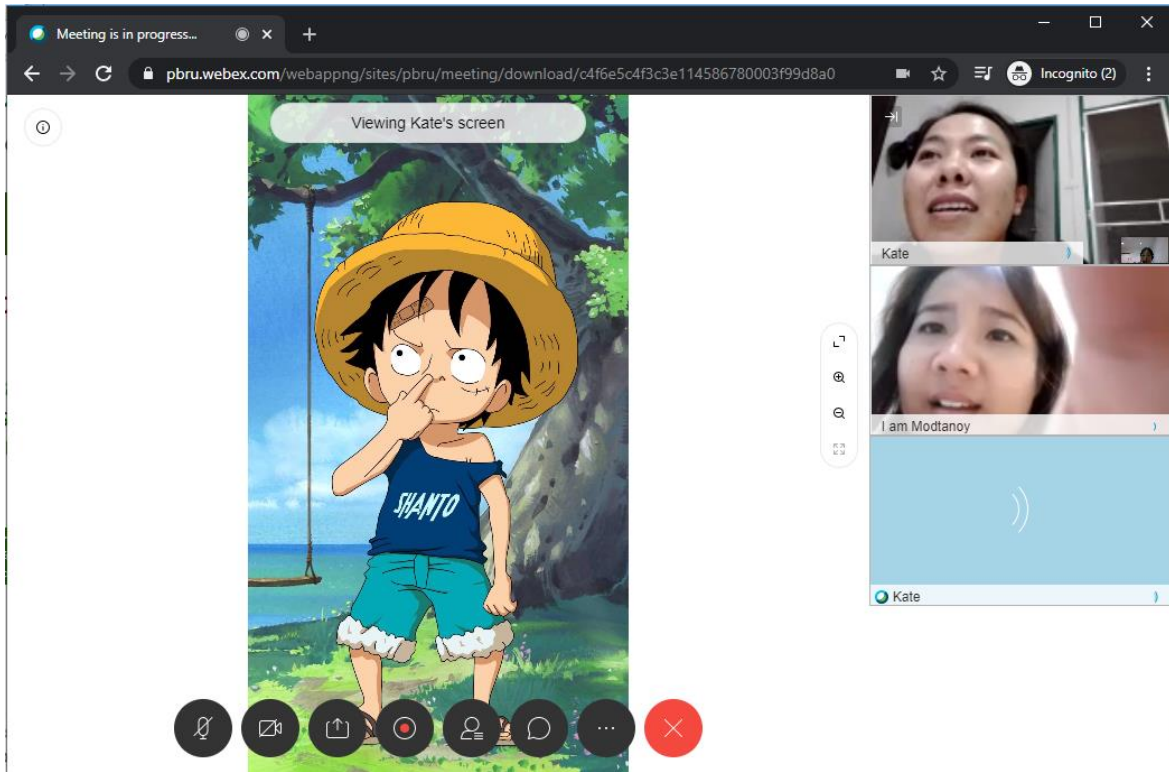 Meeting is in progress...
pbru.webex.com/webappng/sites/pbru/meeting/download/c4f6e5c4f3c3e114586780003f99d8a0
Incognito (2)
Viewing Kate's screen
Kate
I am Modtanoy
SHANTO
Kate